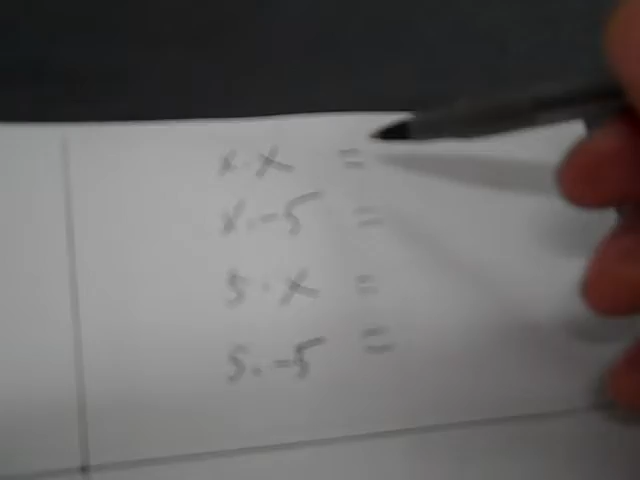 x · x =
x · -5 =
5 · x =
5 · -5 =